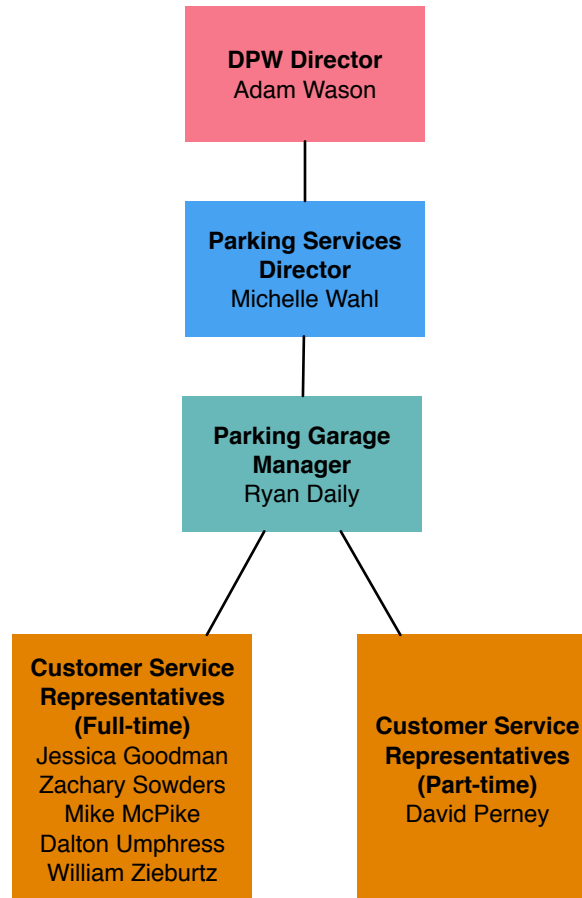 DPW Director
Adam Wason
Parking Services
Director
Michelle Wahl
Parking Garage
Manager
Ryan Daily
Customer Service
Representatives
(Full-time)
Jessica Goodman
Zachary Sowders
Mike McPike
Dalton Umphress
William Zieburtz
Customer Service
Representatives
(Part-time)
David Perney